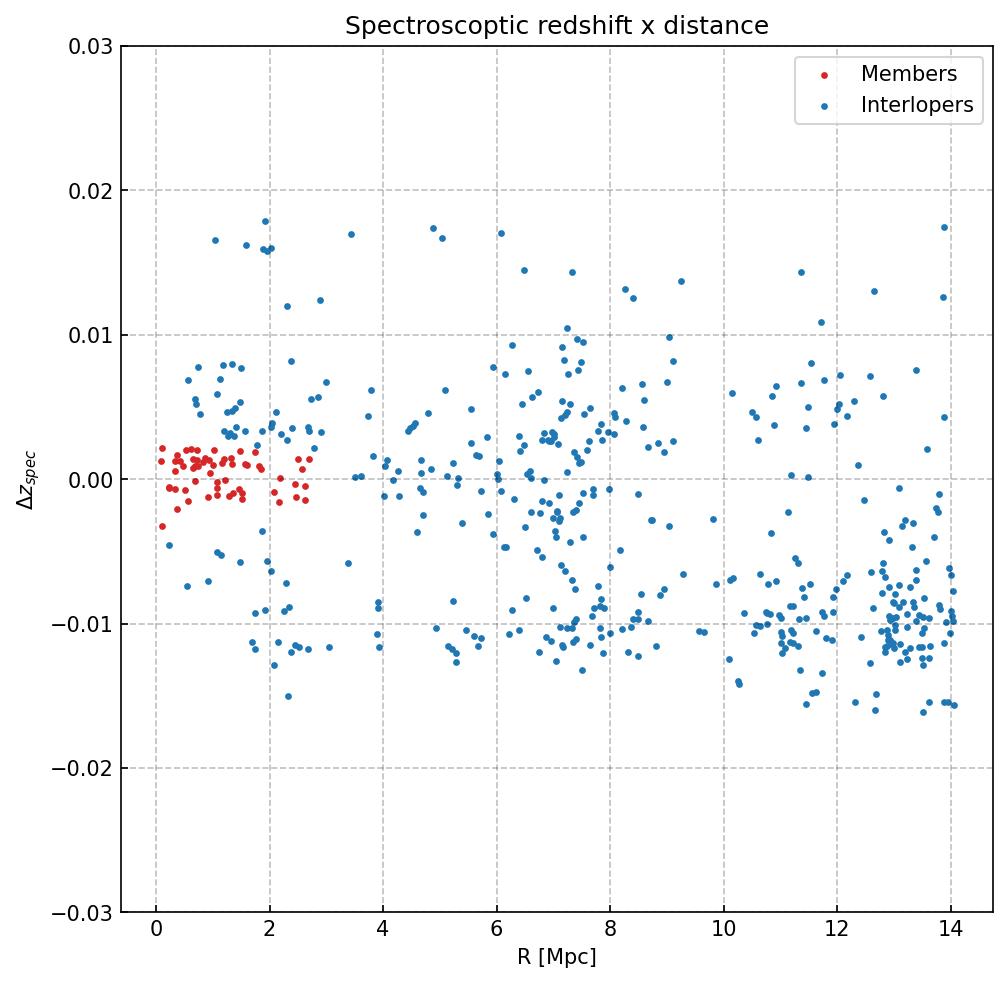 Spectroscoptic redshift x distance
Members
Interlopers
0.03
0.02
0.01
0.00
−0.01
−0.02
−0.03
Δz_spec
0 2 4 6 8 10 12 14
R [Mpc]